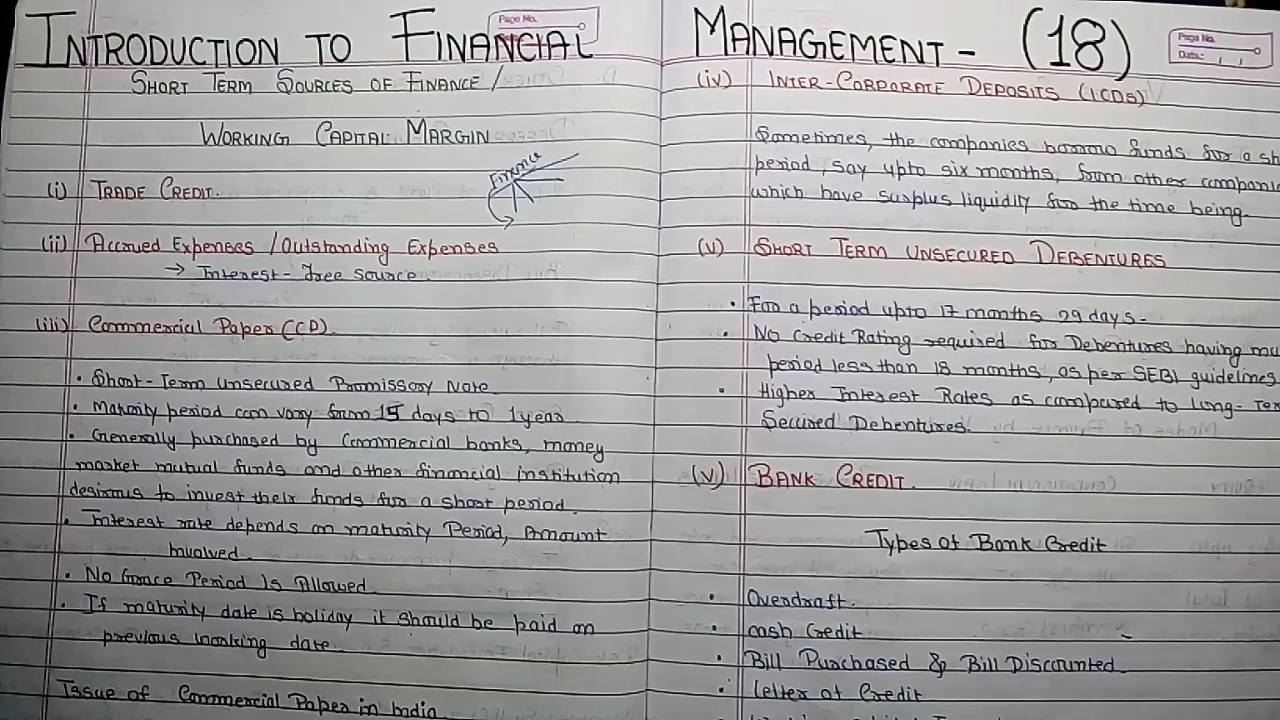 INTRODUCTION TO FINANCIAL MANAGEMENT - (18)
Page No.
SHORT TERM SOURCES OF FINANCE /
WORKING CAPITAL MARGIN
Finance
(i) TRADE CREDIT.
(ii) Accrued Expenses / Outstanding Expenses
→ Interest-free source.
(iii) Commercial Paper (CP).
• Short-Term Unsecured Promissory Note
• Maturity period can vary from 15 days to 1 year
• Generally purchased by Commercial banks, money
market mutual funds and other financial institution
desirous to invest their funds for a short period.
• Interest rate depends on maturity Period, Amount
Involved.
• No Grace Period Is Allowed
• If maturity date is holiday it should be paid on
previous working date
Issue of Commercial Paper in India
Page No.
Date:
(iv) INTER-CORPORATE DEPOSITS (ICDS)
Sometimes, the companies borrow funds for a sh
period, say upto six months, from other compani
which have surplus liquidity for the time being.
(v) SHORT TERM UNSECURED DEBENTURES
• For a period upto 17 months 29 days-
• No Credit Rating required for Debentures having mu
period less than 18 months, as per SEBI guidelines
• Higher Interest Rates as compared to long-Ter
Secured Debentures.
(v) BANK CREDIT.
Types of Bank Credit
• Overdraft.
• Cash Credit
• Bill Purchased & Bill Discounted
• Letter of Credit